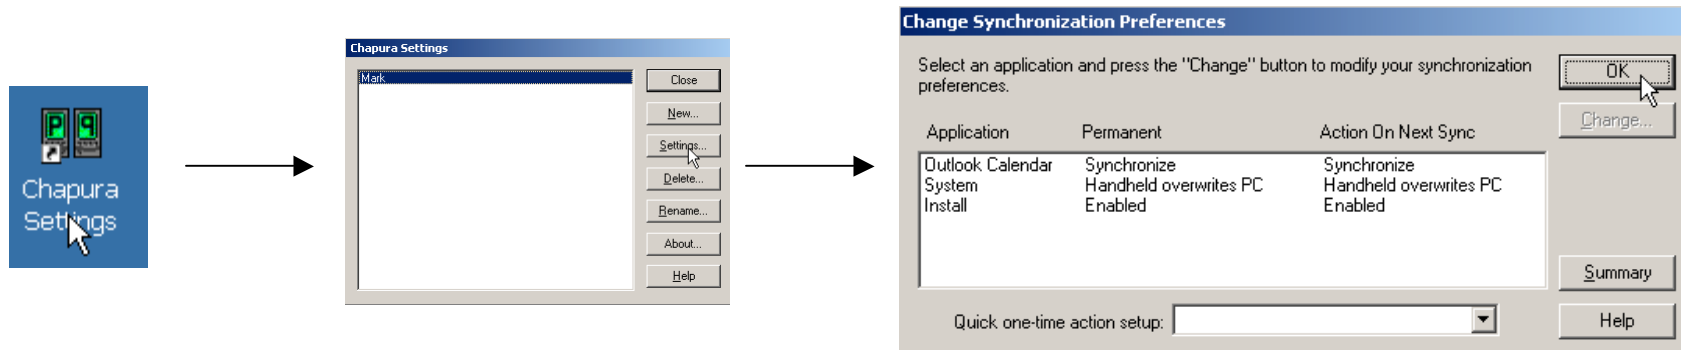 Chapura
Settings
Chapura Settings
Mark
Close
New...
Settings...
Delete...
Rename...
About...
Help
Change Synchronization Preferences
Select an application and press the "Change" button to modify your synchronization
preferences.
OK
Change...
Application Permanent Action On Next Sync
Outlook Calendar Synchronize Synchronize
System Handheld overwrites PC Handheld overwrites PC
Install Enabled Enabled
Summary
Quick one-time action setup:
Help